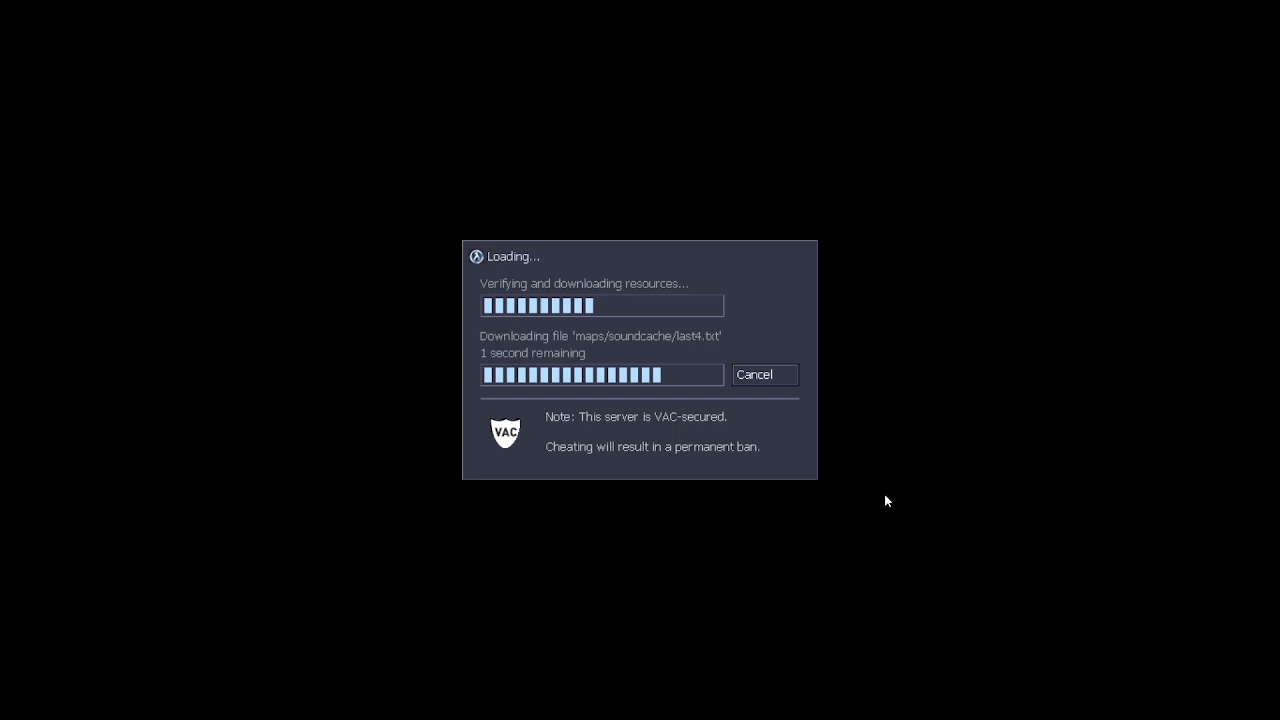 Loading...
Verifying and downloading resources...
Downloading file 'maps/soundcache/last4.txt'
1 second remaining
Cancel
VAC
Note: This server is VAC-secured.
Cheating will result in a permanent ban.